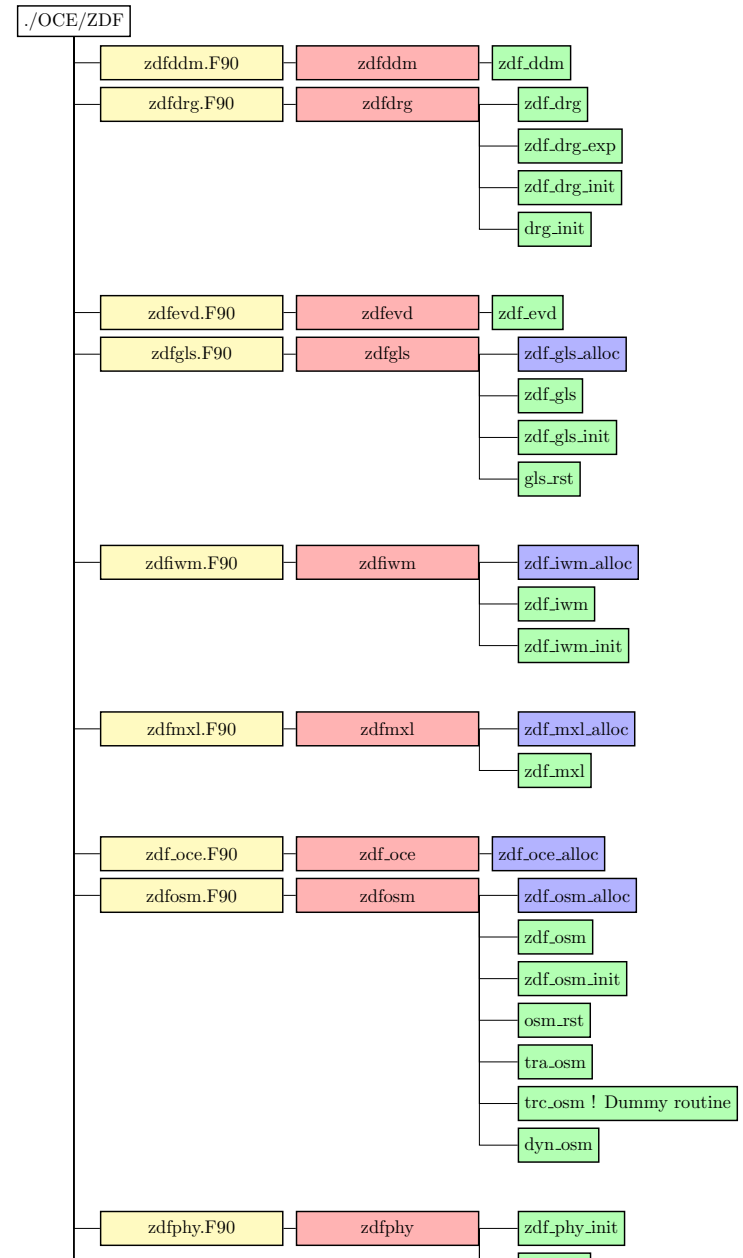 ./OCE/ZDF
zdfddm.F90 zdfddm zdf_ddm
zdfdrg.F90 zdfdrg zdf_drg
zdf_drg_exp
zdf_drg_init
drg_init
zdfevd.F90 zdfevd zdf_evd
zdfgls.F90 zdfgls zdf_gls_alloc
zdf_gls
zdf_gls_init
gls_rst
zdfiwm.F90 zdfiwm zdf_iwm_alloc
zdf_iwm
zdf_iwm_init
zdfmxl.F90 zdfmxl zdf_mxl_alloc
zdf_mxl
zdf_oce.F90 zdf_oce zdf_oce_alloc
zdfosm.F90 zdfosm zdf_osm_alloc
zdf_osm
zdf_osm_init
osm_rst
tra_osm
trc_osm ! Dummy routine
dyn_osm
zdfphy.F90 zdfphy zdf_phy_init